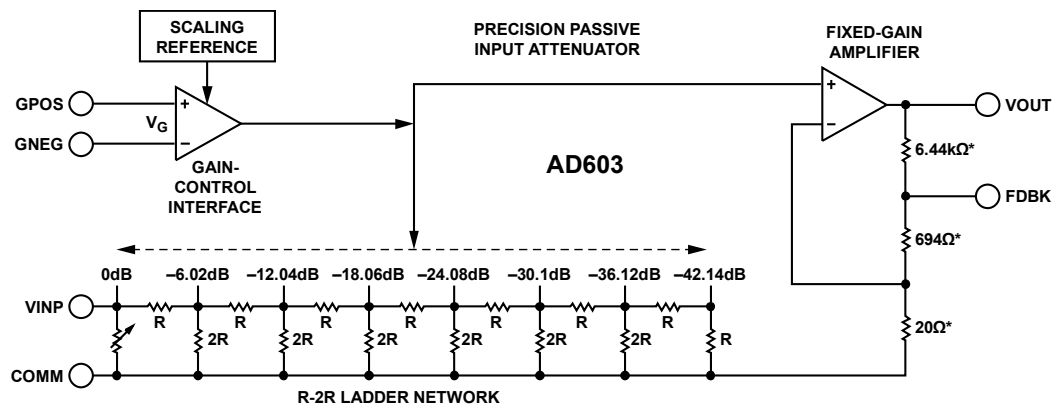 SCALING
REFERENCE
PRECISION PASSIVE
INPUT ATTENUATOR
FIXED-GAIN
AMPLIFIER
GPOS
+
VG
GNEG
–
GAIN-
CONTROL
INTERFACE
+
–
VOUT
6.44kΩ*
AD603
FDBK
694Ω*
0dB
–6.02dB
–12.04dB
–18.06dB
–24.08dB
–30.1dB
–36.12dB
–42.14dB
VINP
R
R
R
R
R
R
R
20Ω*
2R
2R
2R
2R
2R
2R
R
COMM
R-2R LADDER NETWORK